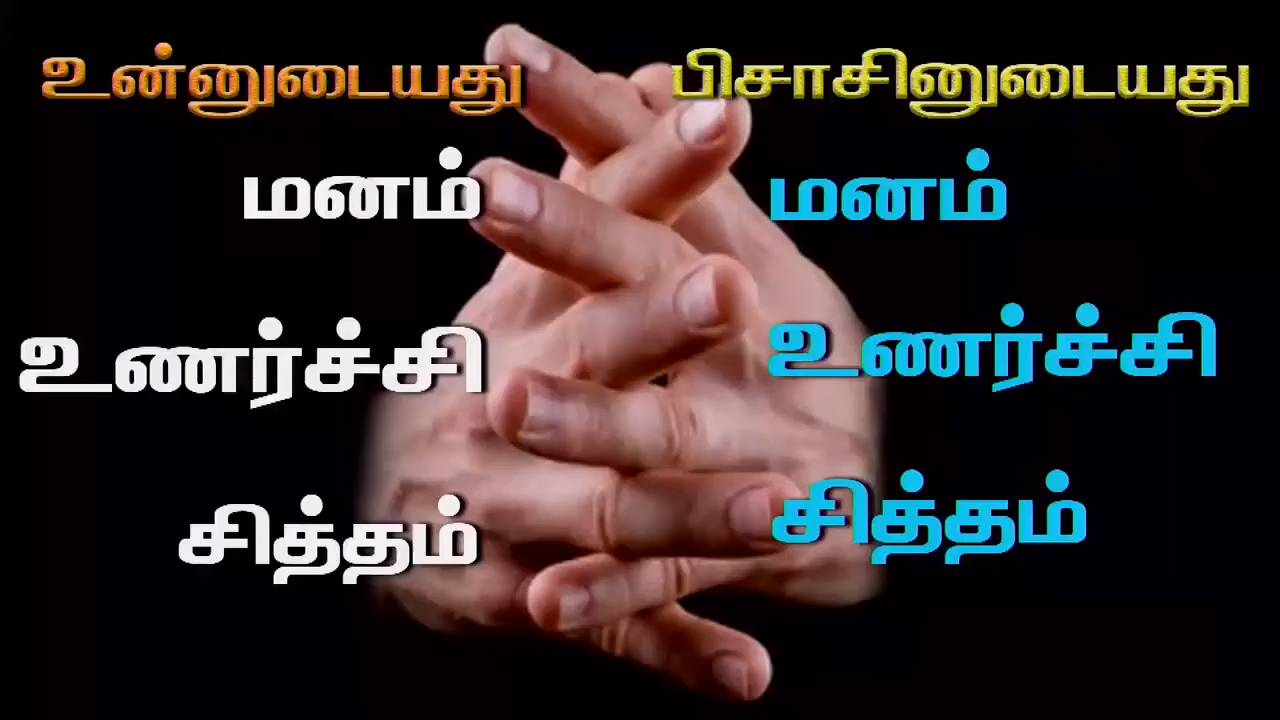 உன்னுடையது பிசாசினுடையது
மனம் மனம்
உணர்ச்சி உணர்ச்சி
சித்தம் சித்தம்